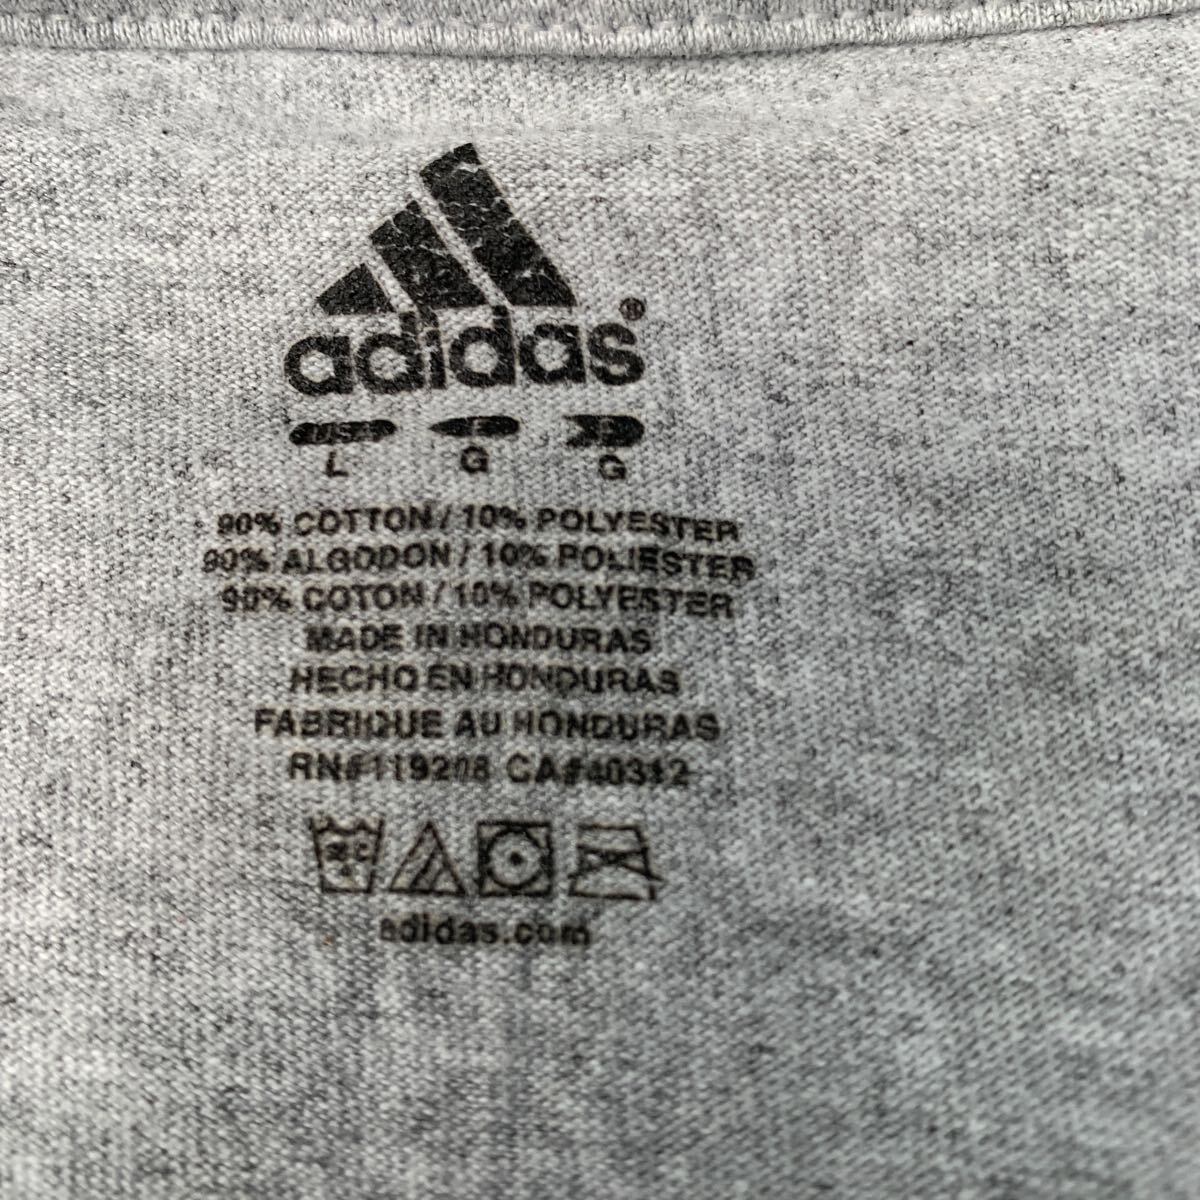 adidas®
USA E F
L G G
90% COTTON / 10% POLYESTER
90% ALGODON / 10% POLIESTER
90% COTON / 10% POLYESTER
MADE IN HONDURAS
HECHO EN HONDURAS
FABRIQUE AU HONDURAS
RN#119208 CA#40312
adidas.com